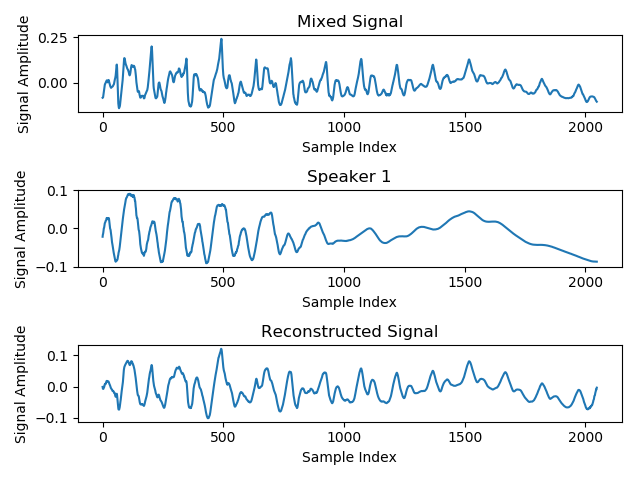 Mixed Signal
Signal Amplitude
0.25
0.00
0 500 1000 1500 2000
Sample Index
Speaker 1
Signal Amplitude
0.1
0.0
−0.1
0 500 1000 1500 2000
Sample Index
Reconstructed Signal
Signal Amplitude
0.1
0.0
−0.1
0 500 1000 1500 2000
Sample Index